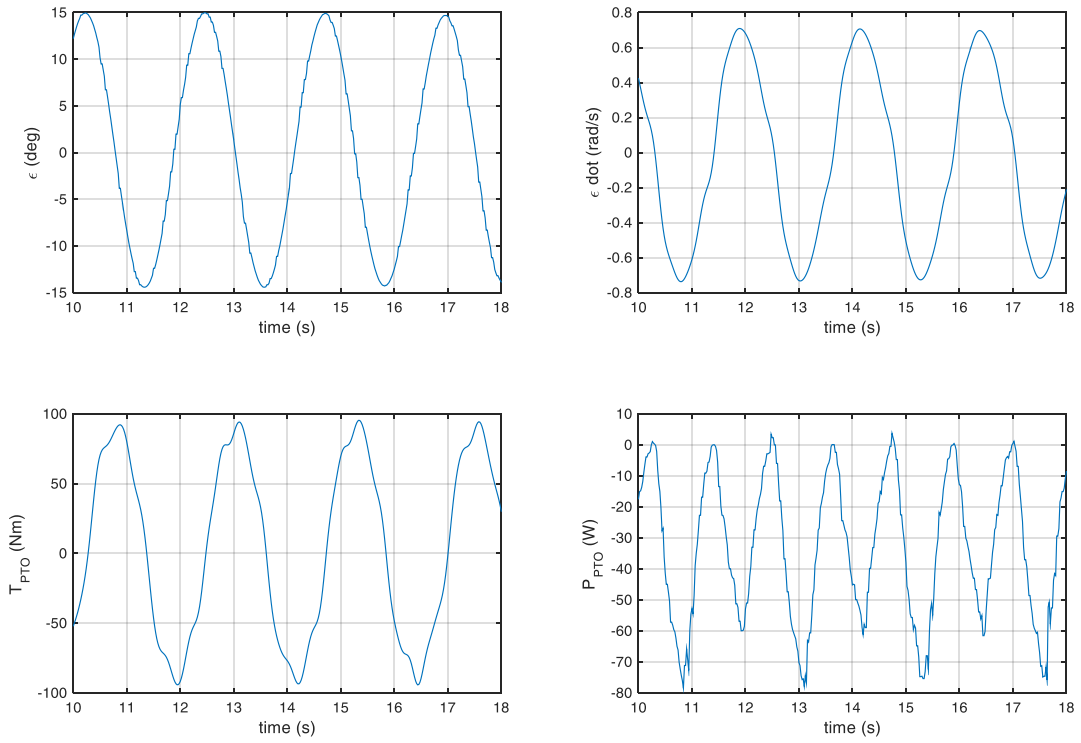 15
10
5
0
-5
-10
-15
ϵ (deg)
10 11 12 13 14 15 16 17 18
time (s)
0.8
0.6
0.4
0.2
0
-0.2
-0.4
-0.6
-0.8
ϵ dot (rad/s)
10 11 12 13 14 15 16 17 18
time (s)
100
50
0
-50
-100
T_PTO (Nm)
10 11 12 13 14 15 16 17 18
time (s)
10
0
-10
-20
-30
-40
-50
-60
-70
-80
P_PTO (W)
10 11 12 13 14 15 16 17 18
time (s)